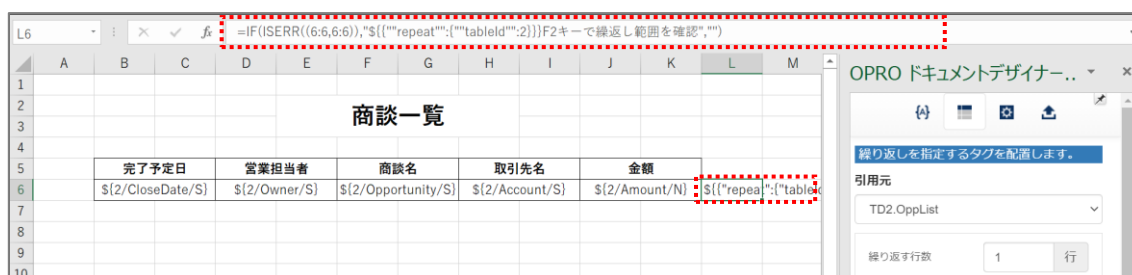 L6 fx =IF(ISERR((6:6,6:6)),"${{""repeat"":{""tableId"":2}}}F2キーで繰返し範囲を確認","")
A B C D E F G H I J K L M
OPRO ドキュメントデザイナー..
1
2
商談一覧
3
4
繰り返しを指定するタグを配置します。
5 完了予定日 営業担当者 商談名 取引先名 金額
6 ${2/CloseDate/S} ${2/Owner/S} ${2/Opportunity/S} ${2/Account/S} ${2/Amount/N} ${{"repeat":{"tableId
引用元
7
TD2.OppList
8
9
繰り返す行数 1 行
10